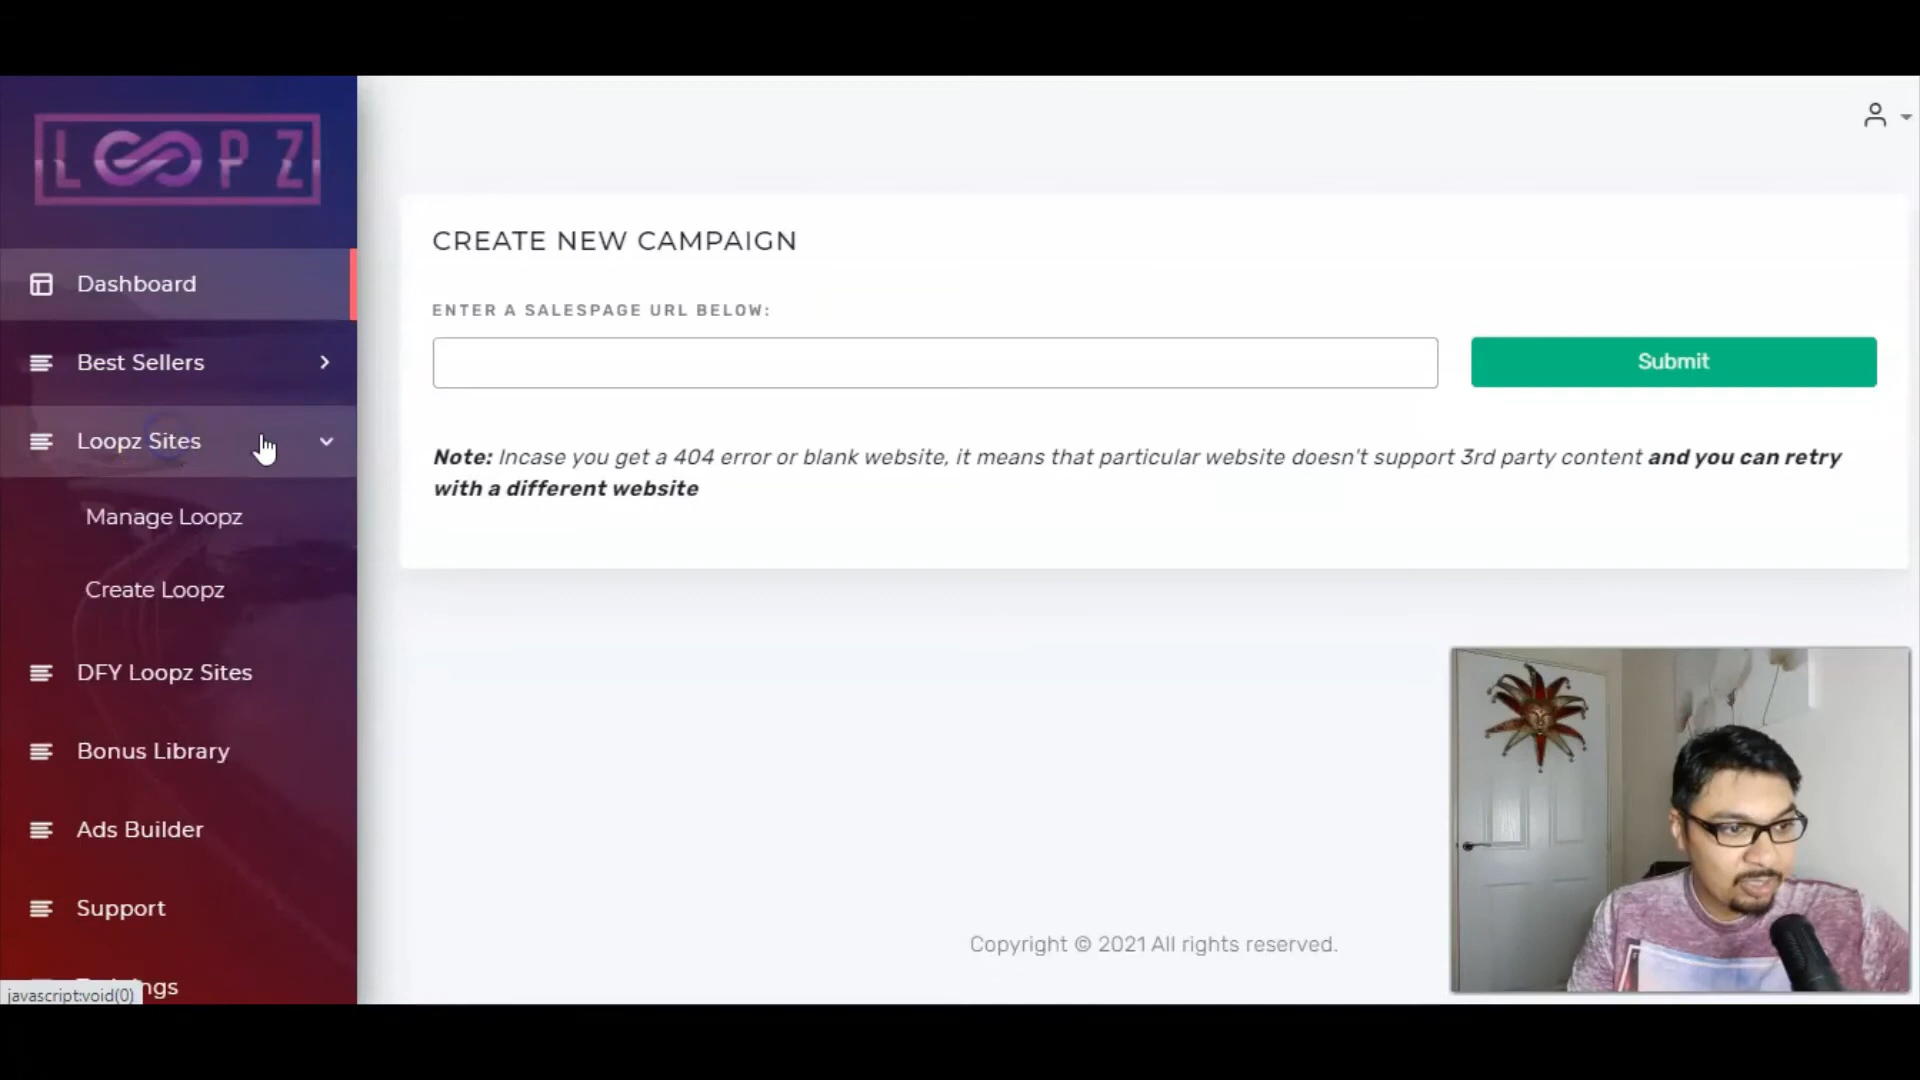 LOOPZ
Dashboard
Best Sellers
Loopz Sites
Manage Loopz
Create Loopz
DFY Loopz Sites
Bonus Library
Ads Builder
Support
javascript:void(0)
CREATE NEW CAMPAIGN
ENTER A SALESPAGE URL BELOW:
Submit
Note: Incase you get a 404 error or blank website, it means that particular website doesn't support 3rd party content and you can retry
with a different website
Copyright © 2021 All rights reserved.